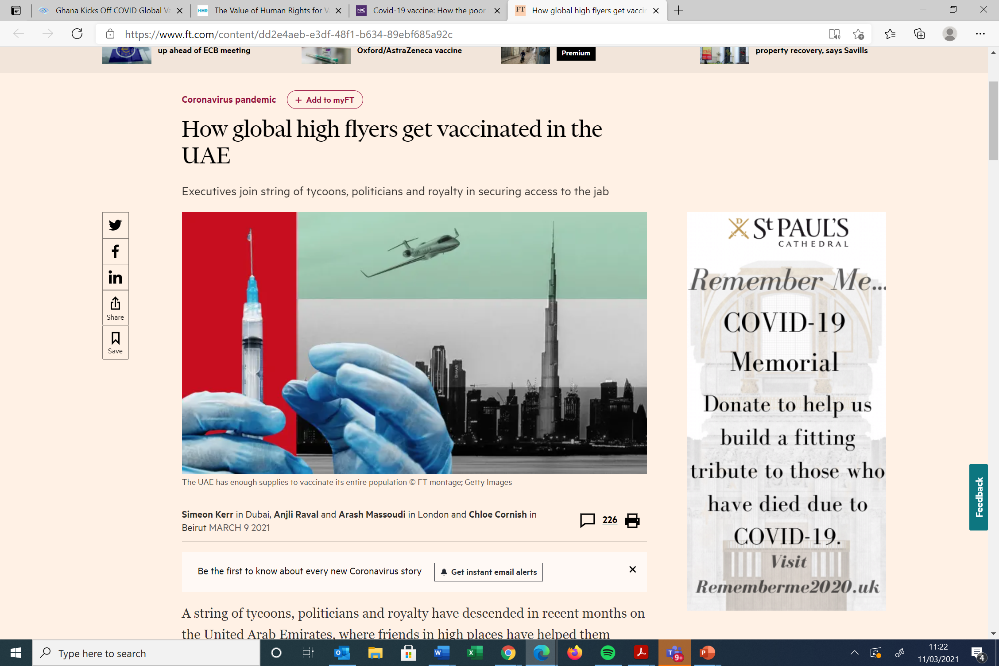 Ghana Kicks Off COVID Global Va
HHR The Value of Human Rights for V
MEE Covid-19 vaccine: How the poor
FT How global high flyers get vaccin
https://www.ft.com/content/dd2e4aeb-e3df-48f1-b634-89ebf685a92c
up ahead of ECB meeting
Oxford/AstraZeneca vaccine
Premium
property recovery, says Savills
Coronavirus pandemic
+ Add to myFT
How global high flyers get vaccinated in the
UAE
Executives join string of tycoons, politicians and royalty in securing access to the jab
Share
Save
The UAE has enough supplies to vaccinate its entire population © FT montage; Getty Images
Simeon Kerr in Dubai, Anjli Raval and Arash Massoudi in London and Chloe Cornish in
Beirut MARCH 9 2021
226
Be the first to know about every new Coronavirus story
Get instant email alerts
A string of tycoons, politicians and royalty have descended in recent months on
the United Arab Emirates, where friends in high places have helped them
St PAUL'S
CATHEDRAL
Remember Me...
COVID-19
Memorial
Donate to help us
build a fitting
tribute to those who
have died due to
COVID-19.
Visit
Rememberme2020.uk
Feedback
Type here to search
9+
11:22
11/03/2021
4